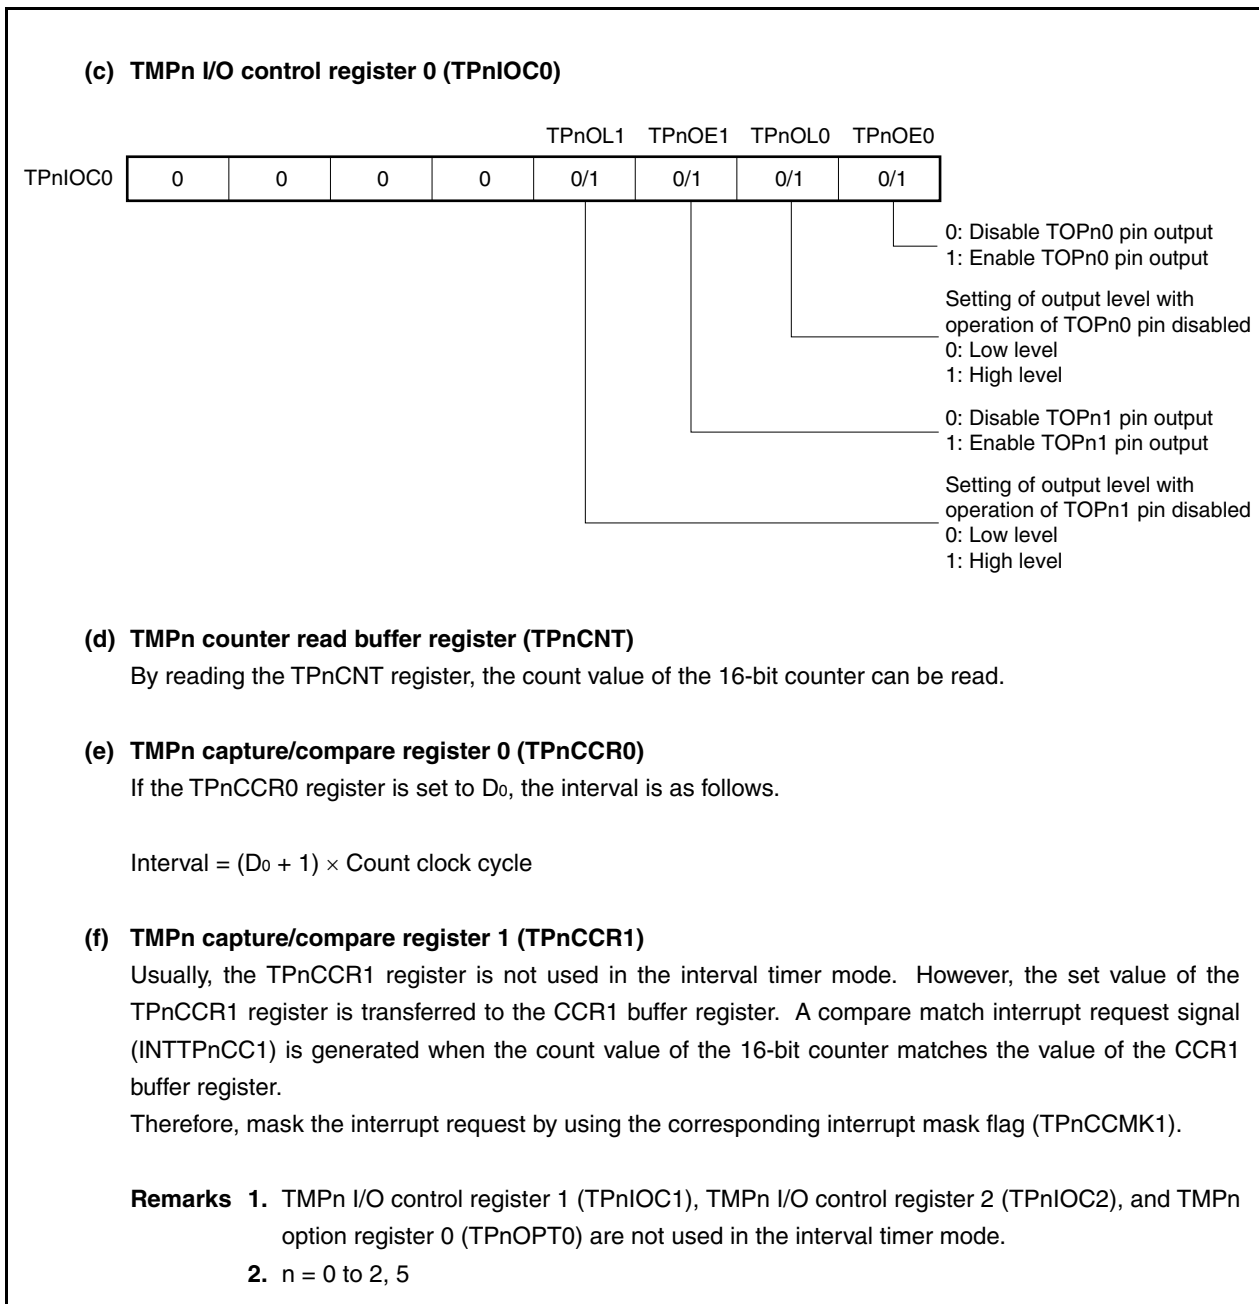 (c) TMPn I/O control register 0 (TPnIOC0)
TPnOL1 TPnOE1 TPnOL0 TPnOE0
TPnIOC0 0 0 0 0 0/1 0/1 0/1 0/1
0: Disable TOPn0 pin output
1: Enable TOPn0 pin output
Setting of output level with
operation of TOPn0 pin disabled
0: Low level
1: High level
0: Disable TOPn1 pin output
1: Enable TOPn1 pin output
Setting of output level with
operation of TOPn1 pin disabled
0: Low level
1: High level
(d) TMPn counter read buffer register (TPnCNT)
By reading the TPnCNT register, the count value of the 16-bit counter can be read.
(e) TMPn capture/compare register 0 (TPnCCR0)
If the TPnCCR0 register is set to D0, the interval is as follows.
Interval = (D0 + 1) × Count clock cycle
(f) TMPn capture/compare register 1 (TPnCCR1)
Usually, the TPnCCR1 register is not used in the interval timer mode. However, the set value of the
TPnCCR1 register is transferred to the CCR1 buffer register. A compare match interrupt request signal
(INTTPnCC1) is generated when the count value of the 16-bit counter matches the value of the CCR1
buffer register.
Therefore, mask the interrupt request by using the corresponding interrupt mask flag (TPnCCMK1).
Remarks 1. TMPn I/O control register 1 (TPnIOC1), TMPn I/O control register 2 (TPnIOC2), and TMPn
option register 0 (TPnOPT0) are not used in the interval timer mode.
2. n = 0 to 2, 5